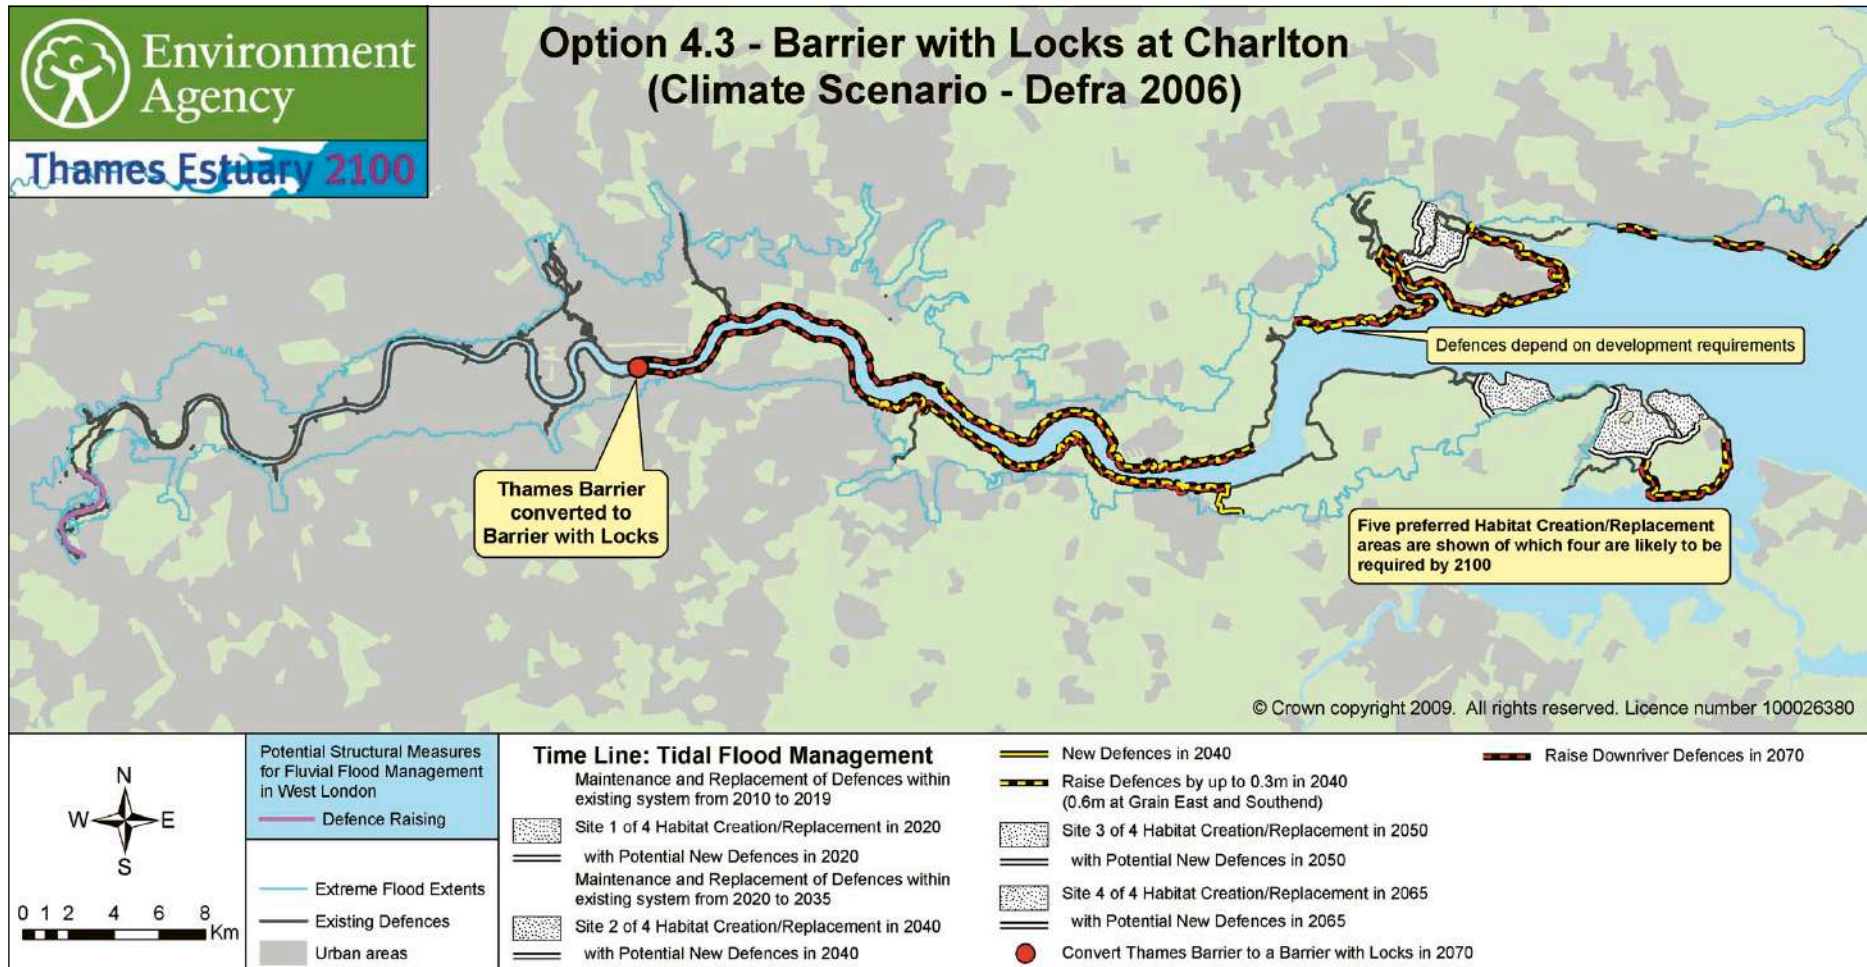 Environment
Agency
Thames Estuary 2100
Option 4.3 - Barrier with Locks at Charlton
(Climate Scenario - Defra 2006)
Defences depend on development requirements
Thames Barrier
converted to
Barrier with Locks
Five preferred Habitat Creation/Replacement
areas are shown of which four are likely to be
required by 2100
© Crown copyright 2009. All rights reserved. Licence number 100026380
N
W E
S
0 1 2 4 6 8
Km
Potential Structural Measures
for Fluvial Flood Management
in West London
Defence Raising
Extreme Flood Extents
Existing Defences
Urban areas
Time Line: Tidal Flood Management
Maintenance and Replacement of Defences within
existing system from 2010 to 2019
Site 1 of 4 Habitat Creation/Replacement in 2020
with Potential New Defences in 2020
Maintenance and Replacement of Defences within
existing system from 2020 to 2035
Site 2 of 4 Habitat Creation/Replacement in 2040
with Potential New Defences in 2040
New Defences in 2040
Raise Defences by up to 0.3m in 2040
(0.6m at Grain East and Southend)
Site 3 of 4 Habitat Creation/Replacement in 2050
with Potential New Defences in 2050
Site 4 of 4 Habitat Creation/Replacement in 2065
with Potential New Defences in 2065
Convert Thames Barrier to a Barrier with Locks in 2070
Raise Downriver Defences in 2070